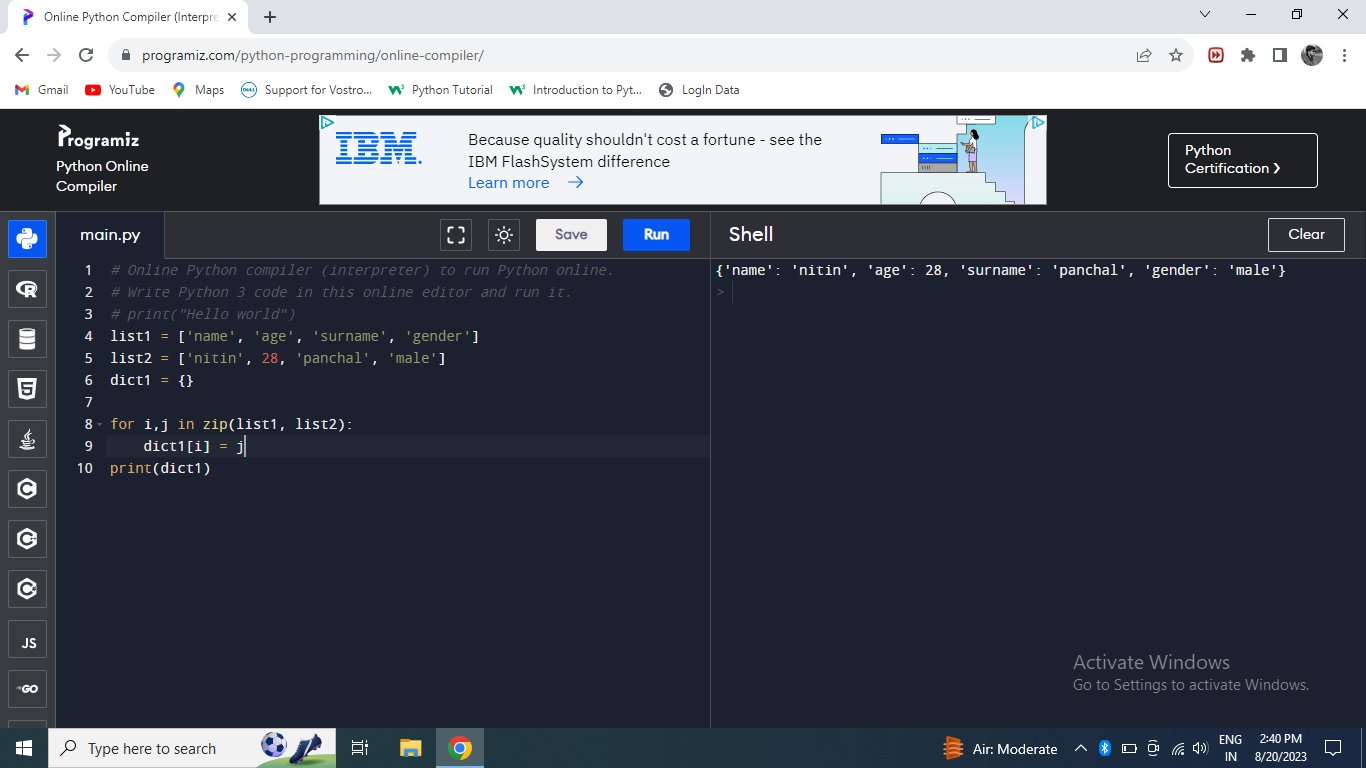 Online Python Compiler (Interpre
programiz.com/python-programming/online-compiler/
Gmail YouTube Maps Support for Vostro... Python Tutorial Introduction to Pyt... LogIn Data
Programiz
Python Online
Compiler
IBM.
Because quality shouldn't cost a fortune - see the
IBM FlashSystem difference
Learn more →
Python
Certification ❯
main.py
Save
Run
Shell
Clear
1 # Online Python compiler (interpreter) to run Python online.
2 # Write Python 3 code in this online editor and run it.
3 # print("Hello world")
4 list1 = ['name', 'age', 'surname', 'gender']
5 list2 = ['nitin', 28, 'panchal', 'male']
6 dict1 = {}
7
8 for i,j in zip(list1, list2):
9     dict1[i] = j
10 print(dict1)
{'name': 'nitin', 'age': 28, 'surname': 'panchal', 'gender': 'male'}
>
JS
GO
Activate Windows
Go to Settings to activate Windows.
Type here to search
Air: Moderate
ENG
IN
2:40 PM
8/20/2023